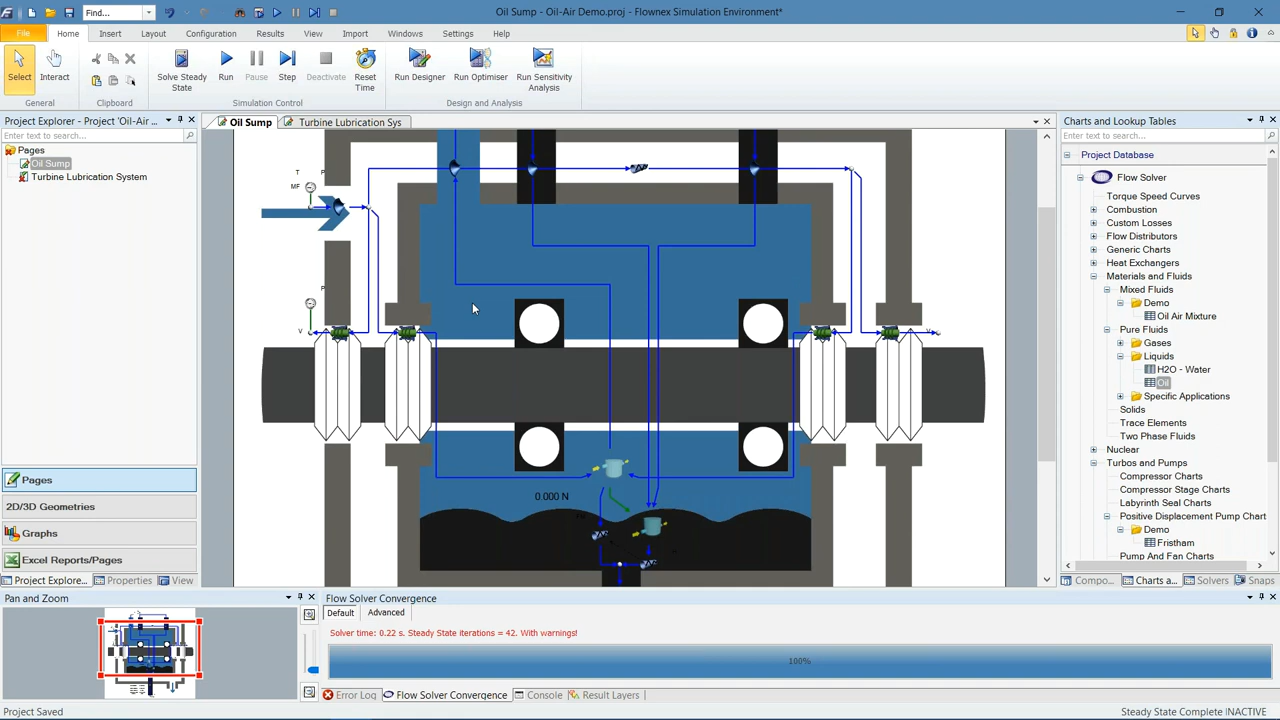 Find...
Oil Sump - Oil-Air Demo.proj - Flownex Simulation Environment*
File
Home
Insert
Layout
Configuration
Results
View
Import
Windows
Settings
Help
Select
Interact
Solve Steady
State
Run
Pause
Step
Deactivate
Reset
Time
Run Designer
Run Optimiser
Run Sensitivity
Analysis
General
Clipboard
Simulation Control
Design and Analysis
Project Explorer - Project 'Oil-Air ...
Enter text to search...
Pages
Oil Sump
Turbine Lubrication System
Pages
2D/3D Geometries
Graphs
Excel Reports/Pages
Project Explore...
Properties
View
Oil Sump
Turbine Lubrication Sys
T
P
MF
P
V
V
0.000 N
Charts and Lookup Tables
Enter text to search...
Project Database
Flow Solver
Torque Speed Curves
Combustion
Custom Losses
Flow Distributors
Generic Charts
Heat Exchangers
Materials and Fluids
Mixed Fluids
Demo
Oil Air Mixture
Pure Fluids
Gases
Liquids
H2O - Water
Oil
Specific Applications
Solids
Trace Elements
Two Phase Fluids
Nuclear
Turbos and Pumps
Compressor Charts
Compressor Stage Charts
Labyrinth Seal Charts
Positive Displacement Pump Chart
Demo
Fristham
Pump And Fan Charts
Compo...
Charts a...
Solvers
Snaps
Pan and Zoom
Flow Solver Convergence
Default
Advanced
Solver time: 0.22 s. Steady State iterations = 42. With warnings!
100%
Error Log
Flow Solver Convergence
Console
Result Layers
Project Saved
Steady State Complete !NACTIVE